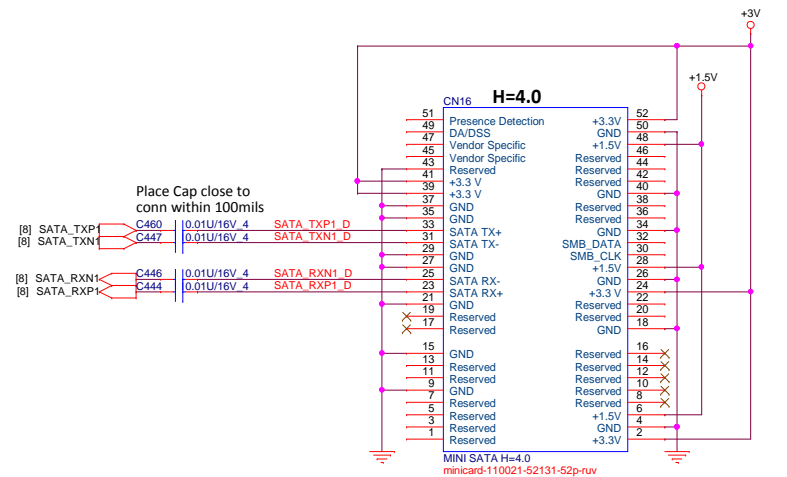 +3V
+1.5V
CN16 H=4.0
51 Presence Detection +3.3V 52
49 DA/DSS GND 50
47 Vendor Specific +1.5V 48
45 Vendor Specific Reserved 46
43 Reserved Reserved 44
41 +3.3 V Reserved 42
39 +3.3 V GND 40
37 GND Reserved 38
35 GND Reserved 36
33 SATA TX+ GND 34
31 SATA TX- SMB_DATA 32
29 GND SMB_CLK 30
27 GND +1.5V 28
25 SATA RX- GND 26
23 SATA RX+ +3.3 V 24
21 GND Reserved 22
19 Reserved Reserved 20
17 Reserved GND 18
15 GND Reserved 16
13 Reserved Reserved 14
11 Reserved Reserved 12
9 GND Reserved 10
7 Reserved Reserved 8
5 Reserved +1.5V 6
3 Reserved GND 4
1 Reserved +3.3V 2
MINI SATA H=4.0
minicard-110021-52131-52p-ruv
Place Cap close to
conn within 100mils
[8] SATA_TXP1 C460 0.01U/16V_4 SATA_TXP1_D
[8] SATA_TXN1 C447 0.01U/16V_4 SATA_TXN1_D
[8] SATA_RXN1 C446 0.01U/16V_4 SATA_RXN1_D
[8] SATA_RXP1 C444 0.01U/16V_4 SATA_RXP1_D